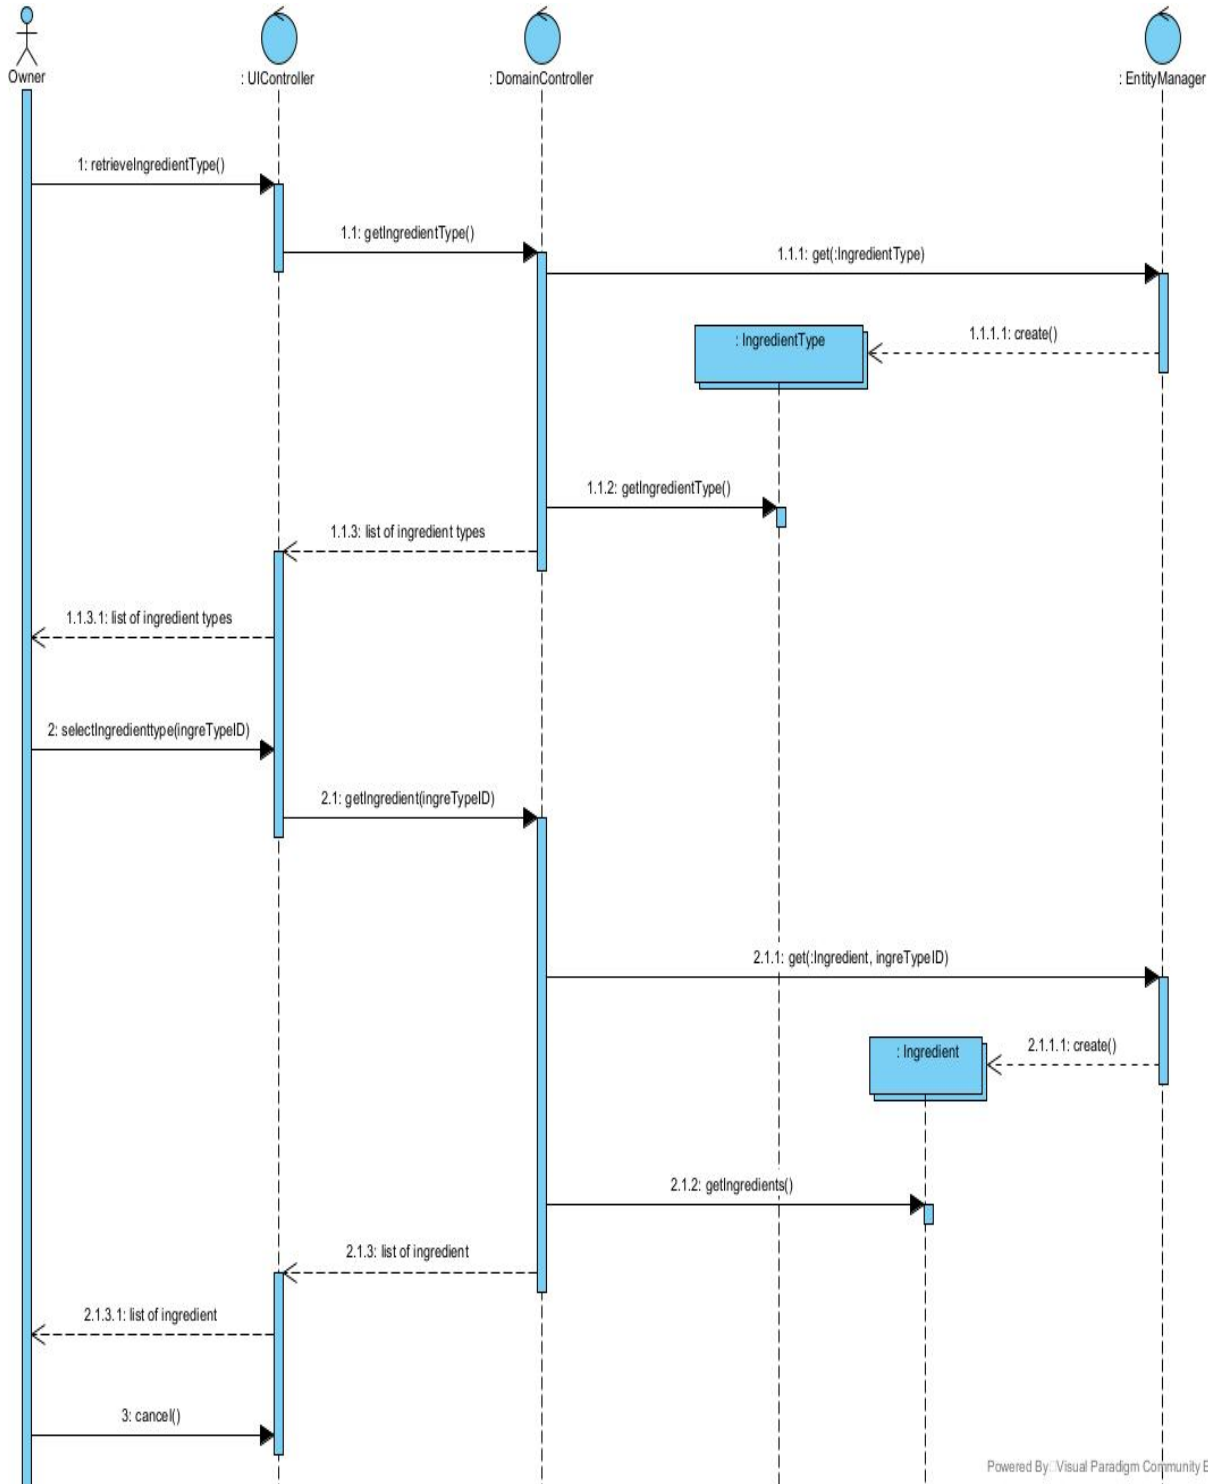 Owner
: UIController
: DomainController
: EntityManager
1: retrieveIngredientType()
1.1: getIngredientType()
1.1.1: get(:IngredientType)
1.1.1.1: create()
: IngredientType
1.1.2: getIngredientType()
1.1.3: list of ingredient types
1.1.3.1: list of ingredient types
2: selectIngredienttype(ingreTypeID)
2.1: getIngredient(ingreTypeID)
2.1.1: get(:Ingredient, ingreTypeID)
2.1.1.1: create()
: Ingredient
2.1.2: getIngredients()
2.1.3: list of ingredient
2.1.3.1: list of ingredient
3: cancel()
Powered By Visual Paradigm Community E